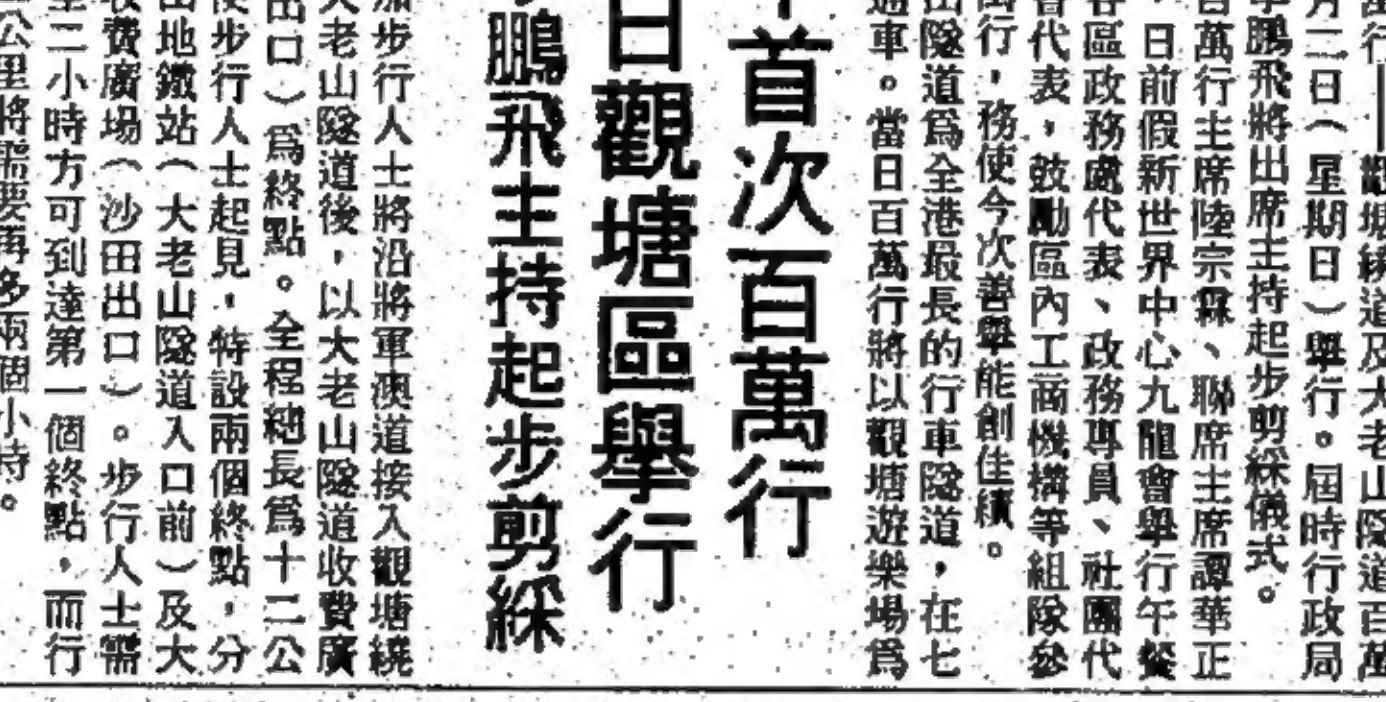 萬行——觀塘繞道及大老山隧道百萬
月二日(星期日)舉行。屆時行政局
鵬飛將出席主持起步剪綵儀式。
百萬行主席陸宗霖、聯席主席譚華正
,日前假新世界中心九龍會舉行午餐
各區政務處代表、政務專員、社團代
會代表,鼓勵區內工商機構等組隊參
萬行,務使今次善舉能創佳績。
山隧道爲全港最長的行車隧道,在七
通車。當日百萬行將以觀塘遊樂場爲
首次百萬行
日觀塘區舉行
鵬飛主持起步剪綵
加步行人士將沿將軍澳道接入觀塘繞
大老山隧道後,以大老山隧道收費廣
出口)爲終點。全程總長爲十二公
使步行人士起見,特設兩個終點,分
出地鐵站(大老山隧道入口前)及大
收費廣場(沙田出口)。步行人士需
至二小時方可到達第一個終點,而行
公里將需要再多兩個小時。